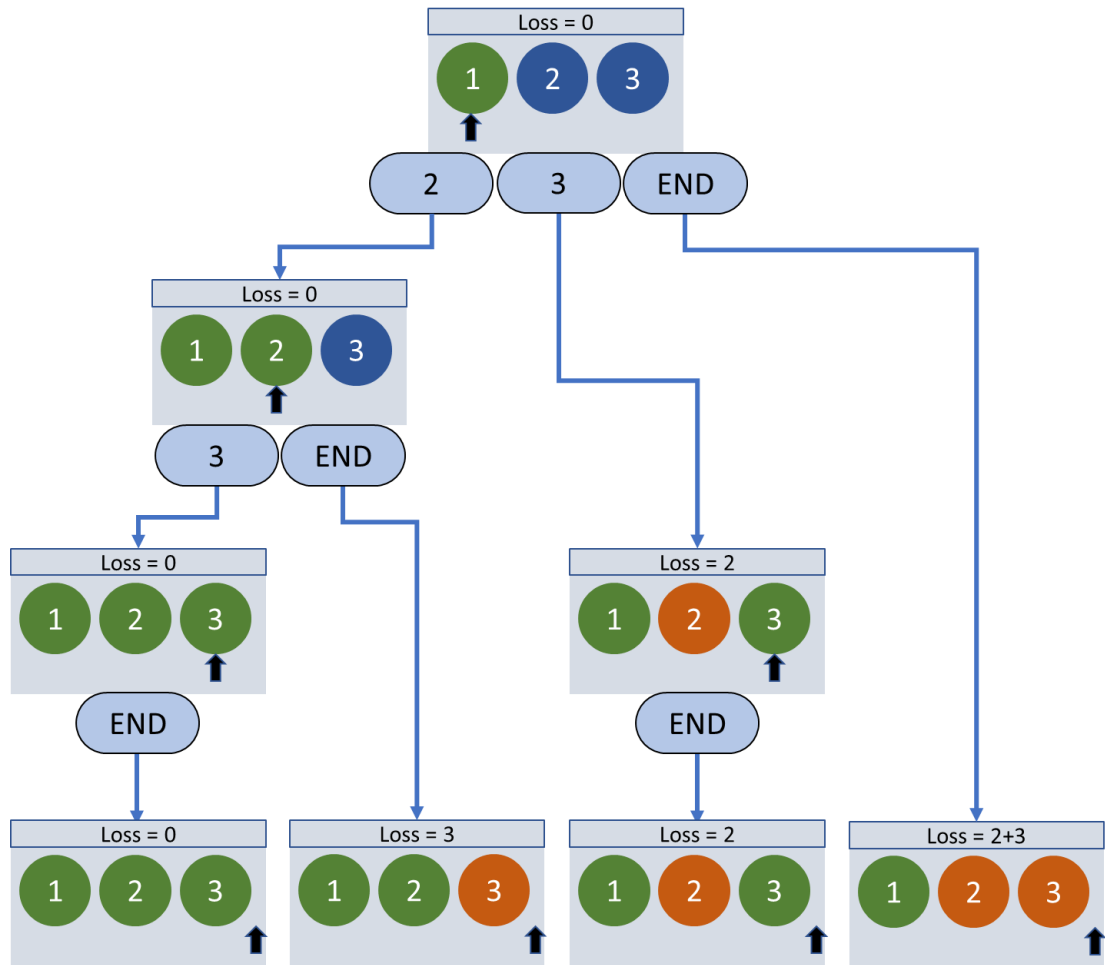 Loss = 0
1 2 3
2 3 END
Loss = 0
1 2 3
3 END
Loss = 0 Loss = 2
1 2 3 1 2 3
END END
Loss = 0 Loss = 3 Loss = 2 Loss = 2+3
1 2 3 1 2 3 1 2 3 1 2 3